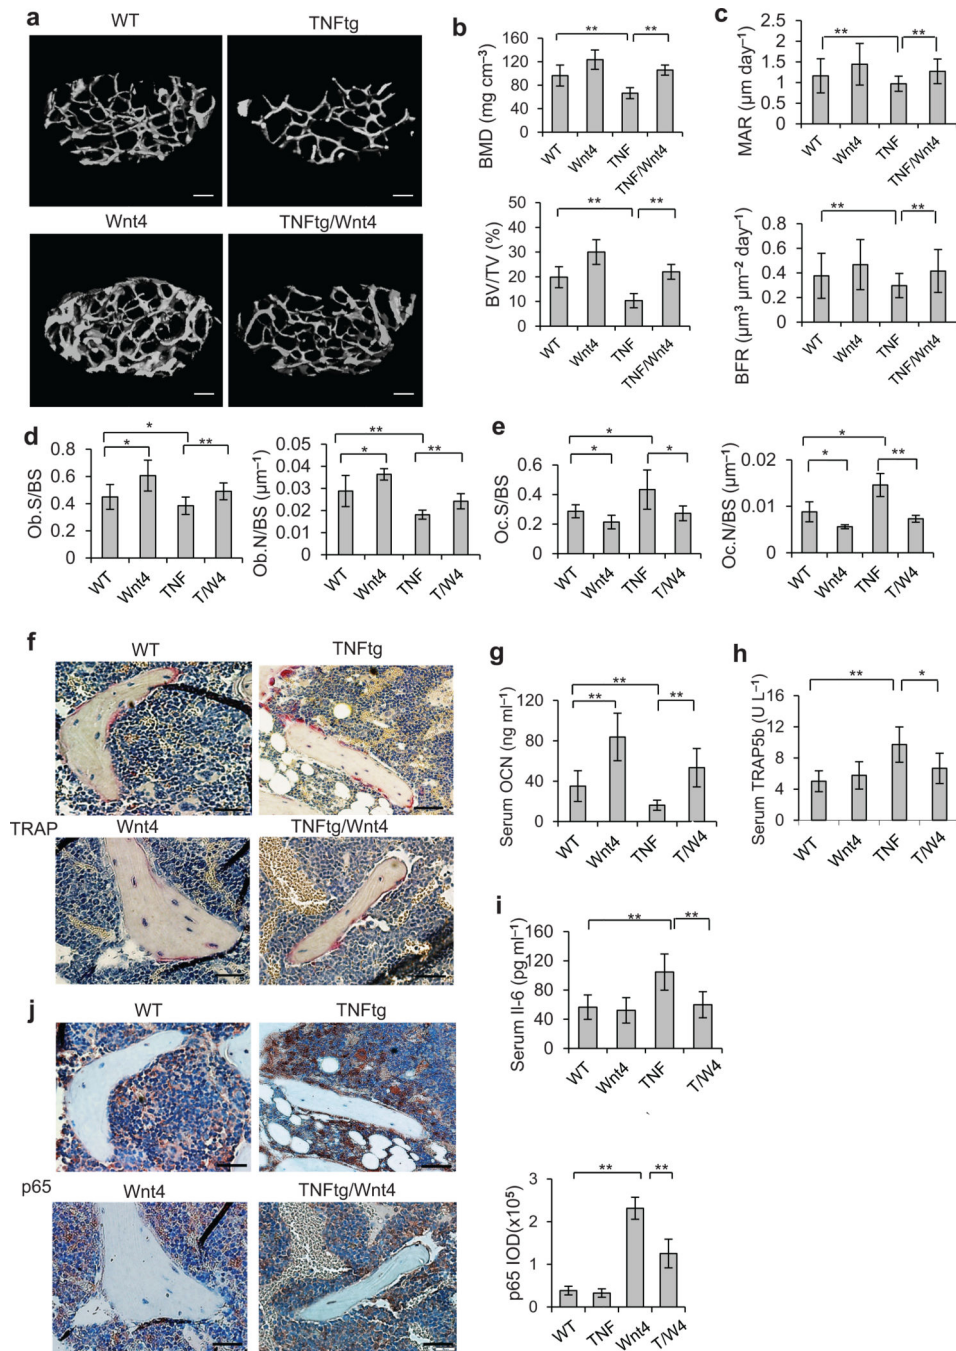 a
WT
TNFtg
Wnt4
TNFtg/Wnt4
b
BMD (mg cm⁻³)
160
120
80
40
0
**
**
WT
Wnt4
TNF
TNF/Wnt4
BV/TV (%)
50
40
30
20
10
0
**
**
WT
Wnt4
TNF
TNF/Wnt4
c
MAR (µm day⁻¹)
2
1.5
1
0.5
0
**
**
WT
Wnt4
TNF
TNF/Wnt4
BFR (µm³ µm⁻² day⁻¹)
0.8
0.6
0.4
0.2
0
**
**
WT
Wnt4
TNF
TNF/Wnt4
d
Ob.S/BS
0.8
0.6
0.4
0.2
0
*
*
**
WT
Wnt4
TNF
T/W4
Ob.N/BS (µm⁻¹)
0.05
0.04
0.03
0.02
0.01
0
**
*
**
WT
Wnt4
TNF
T/W4
e
Oc.S/BS
0.6
0.4
0.2
0
*
*
*
WT
Wnt4
TNF
T/W4
Oc.N/BS (µm⁻¹)
0.02
0.01
0.01
0
*
*
**
WT
Wnt4
TNF
T/W4
f
WT
TNFtg
TRAP
Wnt4
TNFtg/Wnt4
g
Serum OCN (ng ml⁻¹)
120
80
40
0
**
**
**
WT
Wnt4
TNF
T/W4
h
Serum TRAP5b (U L⁻¹)
15
12
9
6
3
0
**
*
WT
Wnt4
TNF
T/W4
i
Serum Il-6 (pg ml⁻¹)
160
120
80
40
0
**
**
WT
Wnt4
TNF
T/W4
j
WT
TNFtg
p65
Wnt4
TNFtg/Wnt4
p65 IOD(x10⁵)
3
2
1
0
**
**
WT
TNF
Wnt4
T/W4